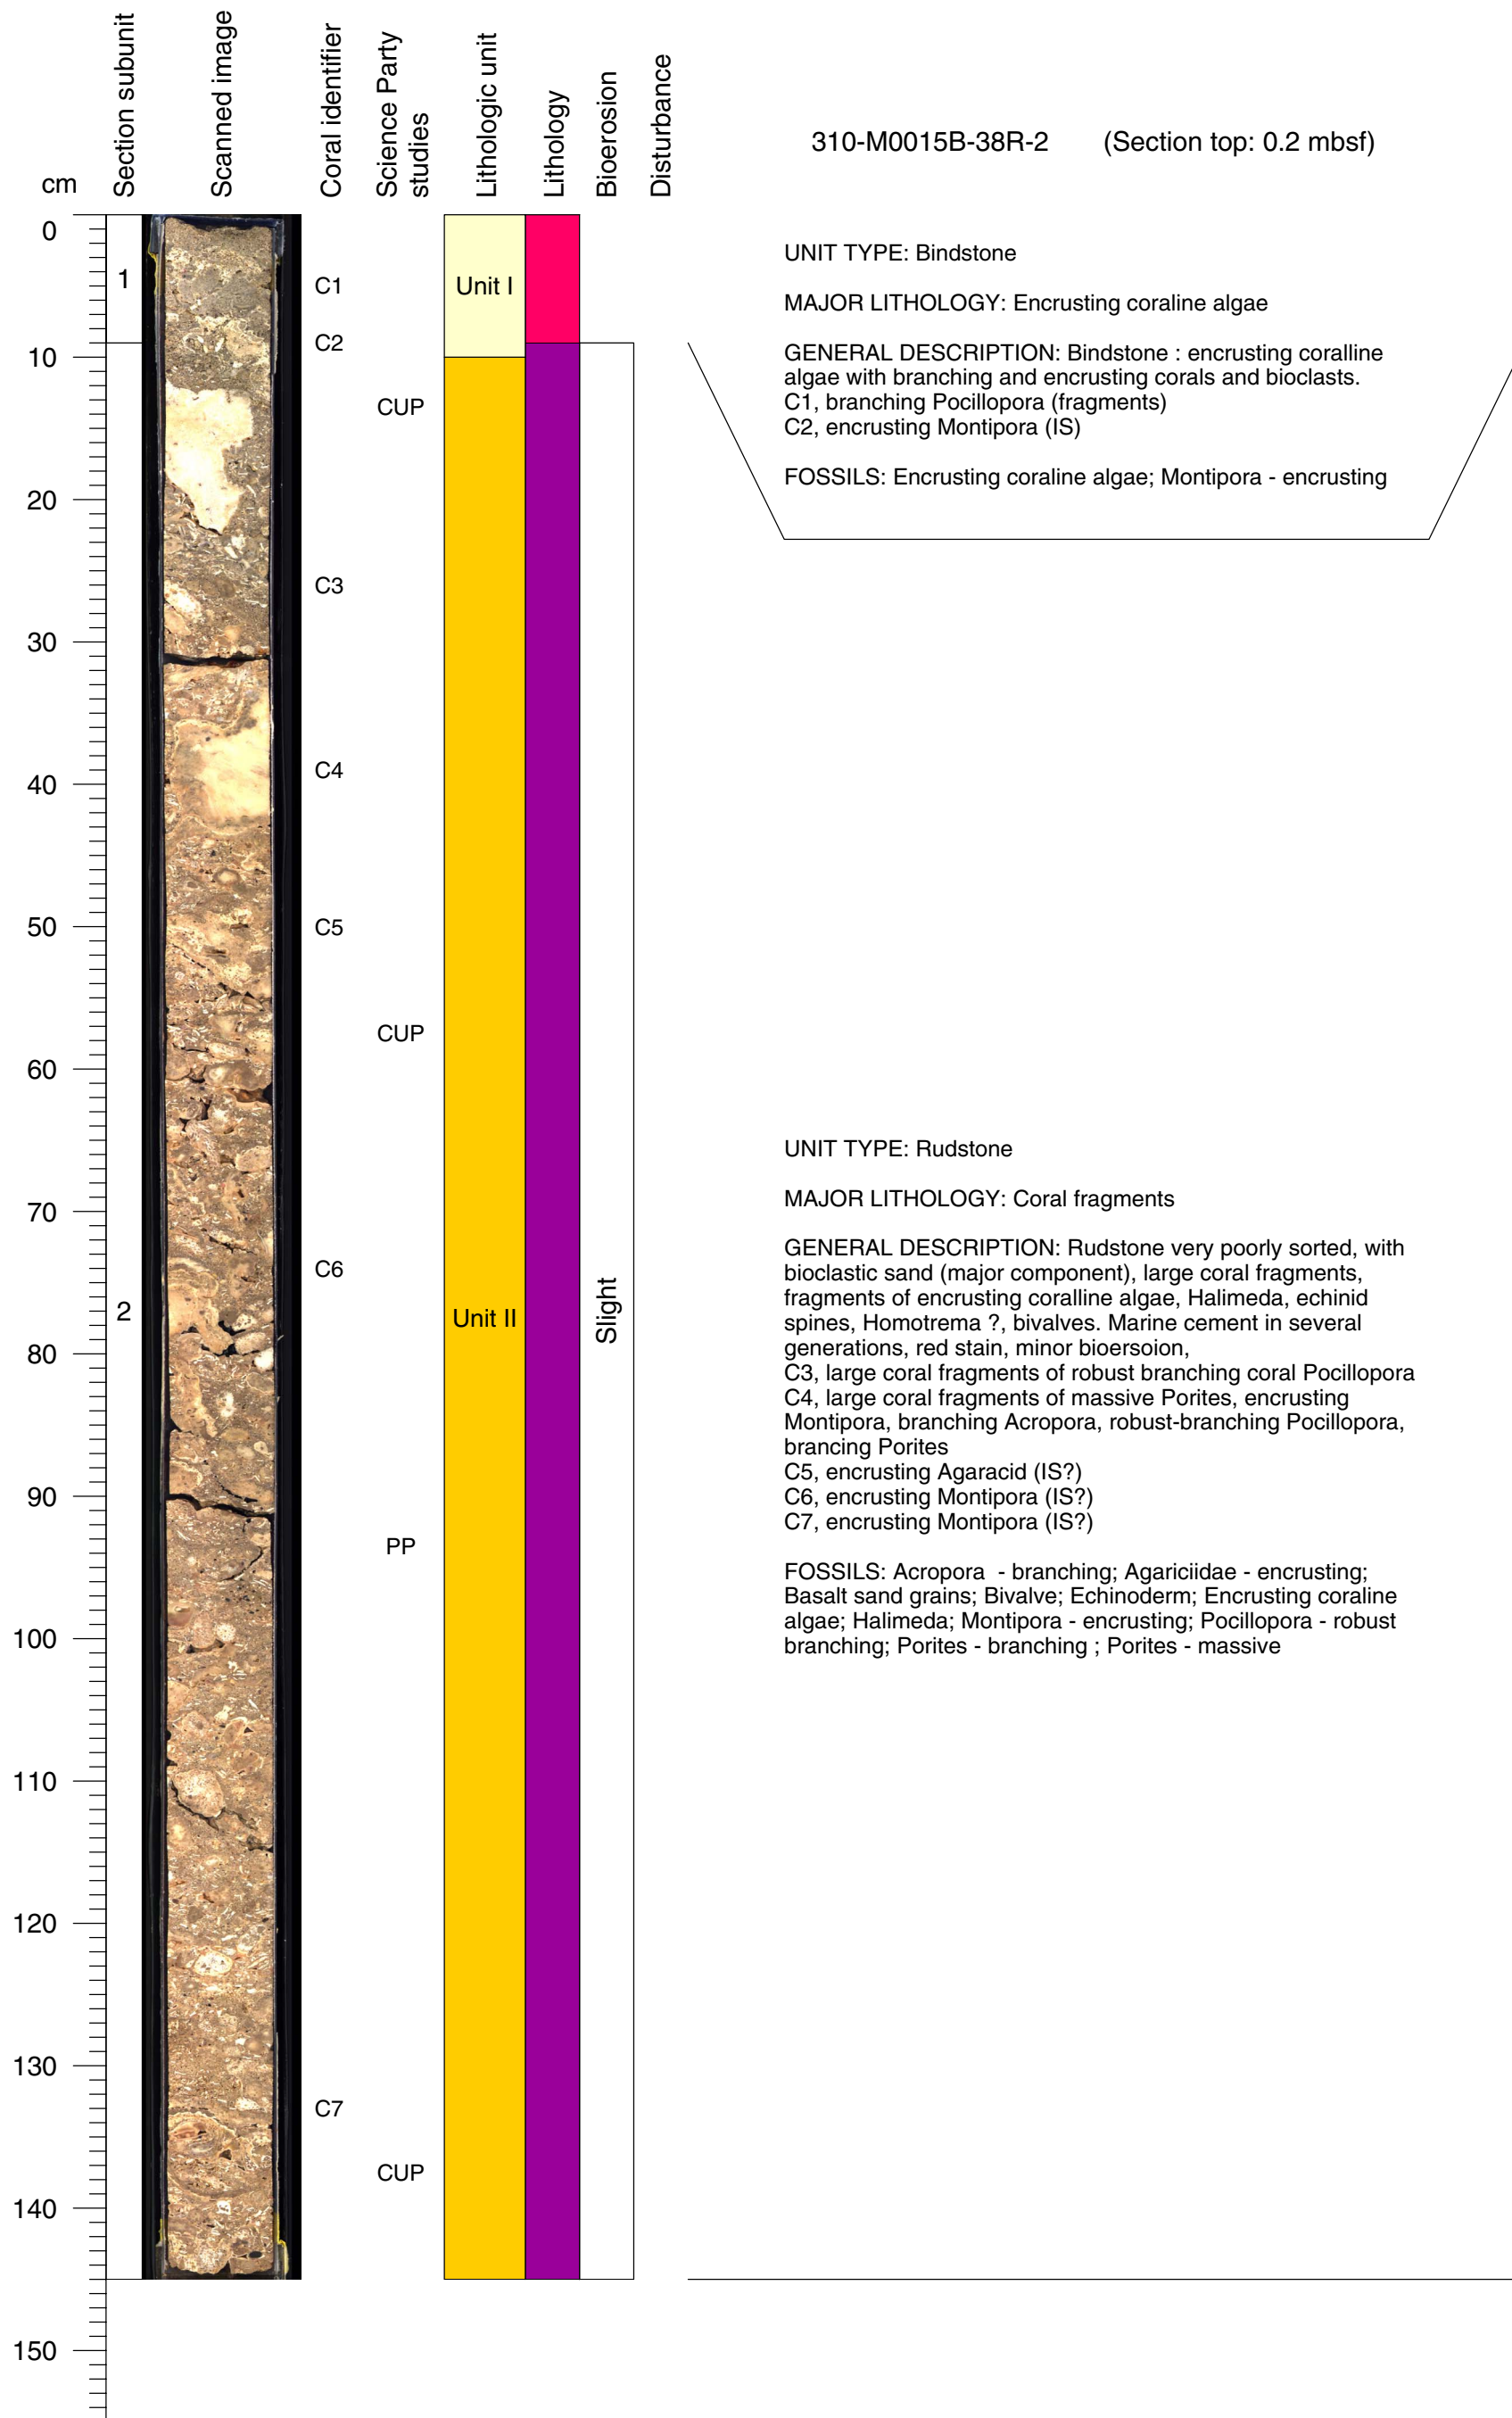 Section subunit
Scanned image
Coral identifier
Science Party
studies
Lithologic unit
Lithology
Bioerosion
Disturbance
310-M0015B-38R-2 (Section top: 0.2 mbsf)
cm
0
10
20
30
40
50
60
70
80
90
100
110
120
130
140
150
1
2
C1
C2
C3
C4
C5
C6
C7
CUP
CUP
PP
CUP
Unit I
Unit II
Slight
UNIT TYPE: Bindstone
MAJOR LITHOLOGY: Encrusting coraline algae
GENERAL DESCRIPTION: Bindstone : encrusting coralline
algae with branching and encrusting corals and bioclasts.
C1, branching Pocillopora (fragments)
C2, encrusting Montipora (IS)
FOSSILS: Encrusting coraline algae; Montipora - encrusting
UNIT TYPE: Rudstone
MAJOR LITHOLOGY: Coral fragments
GENERAL DESCRIPTION: Rudstone very poorly sorted, with
bioclastic sand (major component), large coral fragments,
fragments of encrusting coralline algae, Halimeda, echinid
spines, Homotrema ?, bivalves. Marine cement in several
generations, red stain, minor bioersoion,
C3, large coral fragments of robust branching coral Pocillopora
C4, large coral fragments of massive Porites, encrusting
Montipora, branching Acropora, robust-branching Pocillopora,
brancing Porites
C5, encrusting Agaracid (IS?)
C6, encrusting Montipora (IS?)
C7, encrusting Montipora (IS?)
FOSSILS: Acropora - branching; Agariciidae - encrusting;
Basalt sand grains; Bivalve; Echinoderm; Encrusting coraline
algae; Halimeda; Montipora - encrusting; Pocillopora - robust
branching; Porites - branching ; Porites - massive